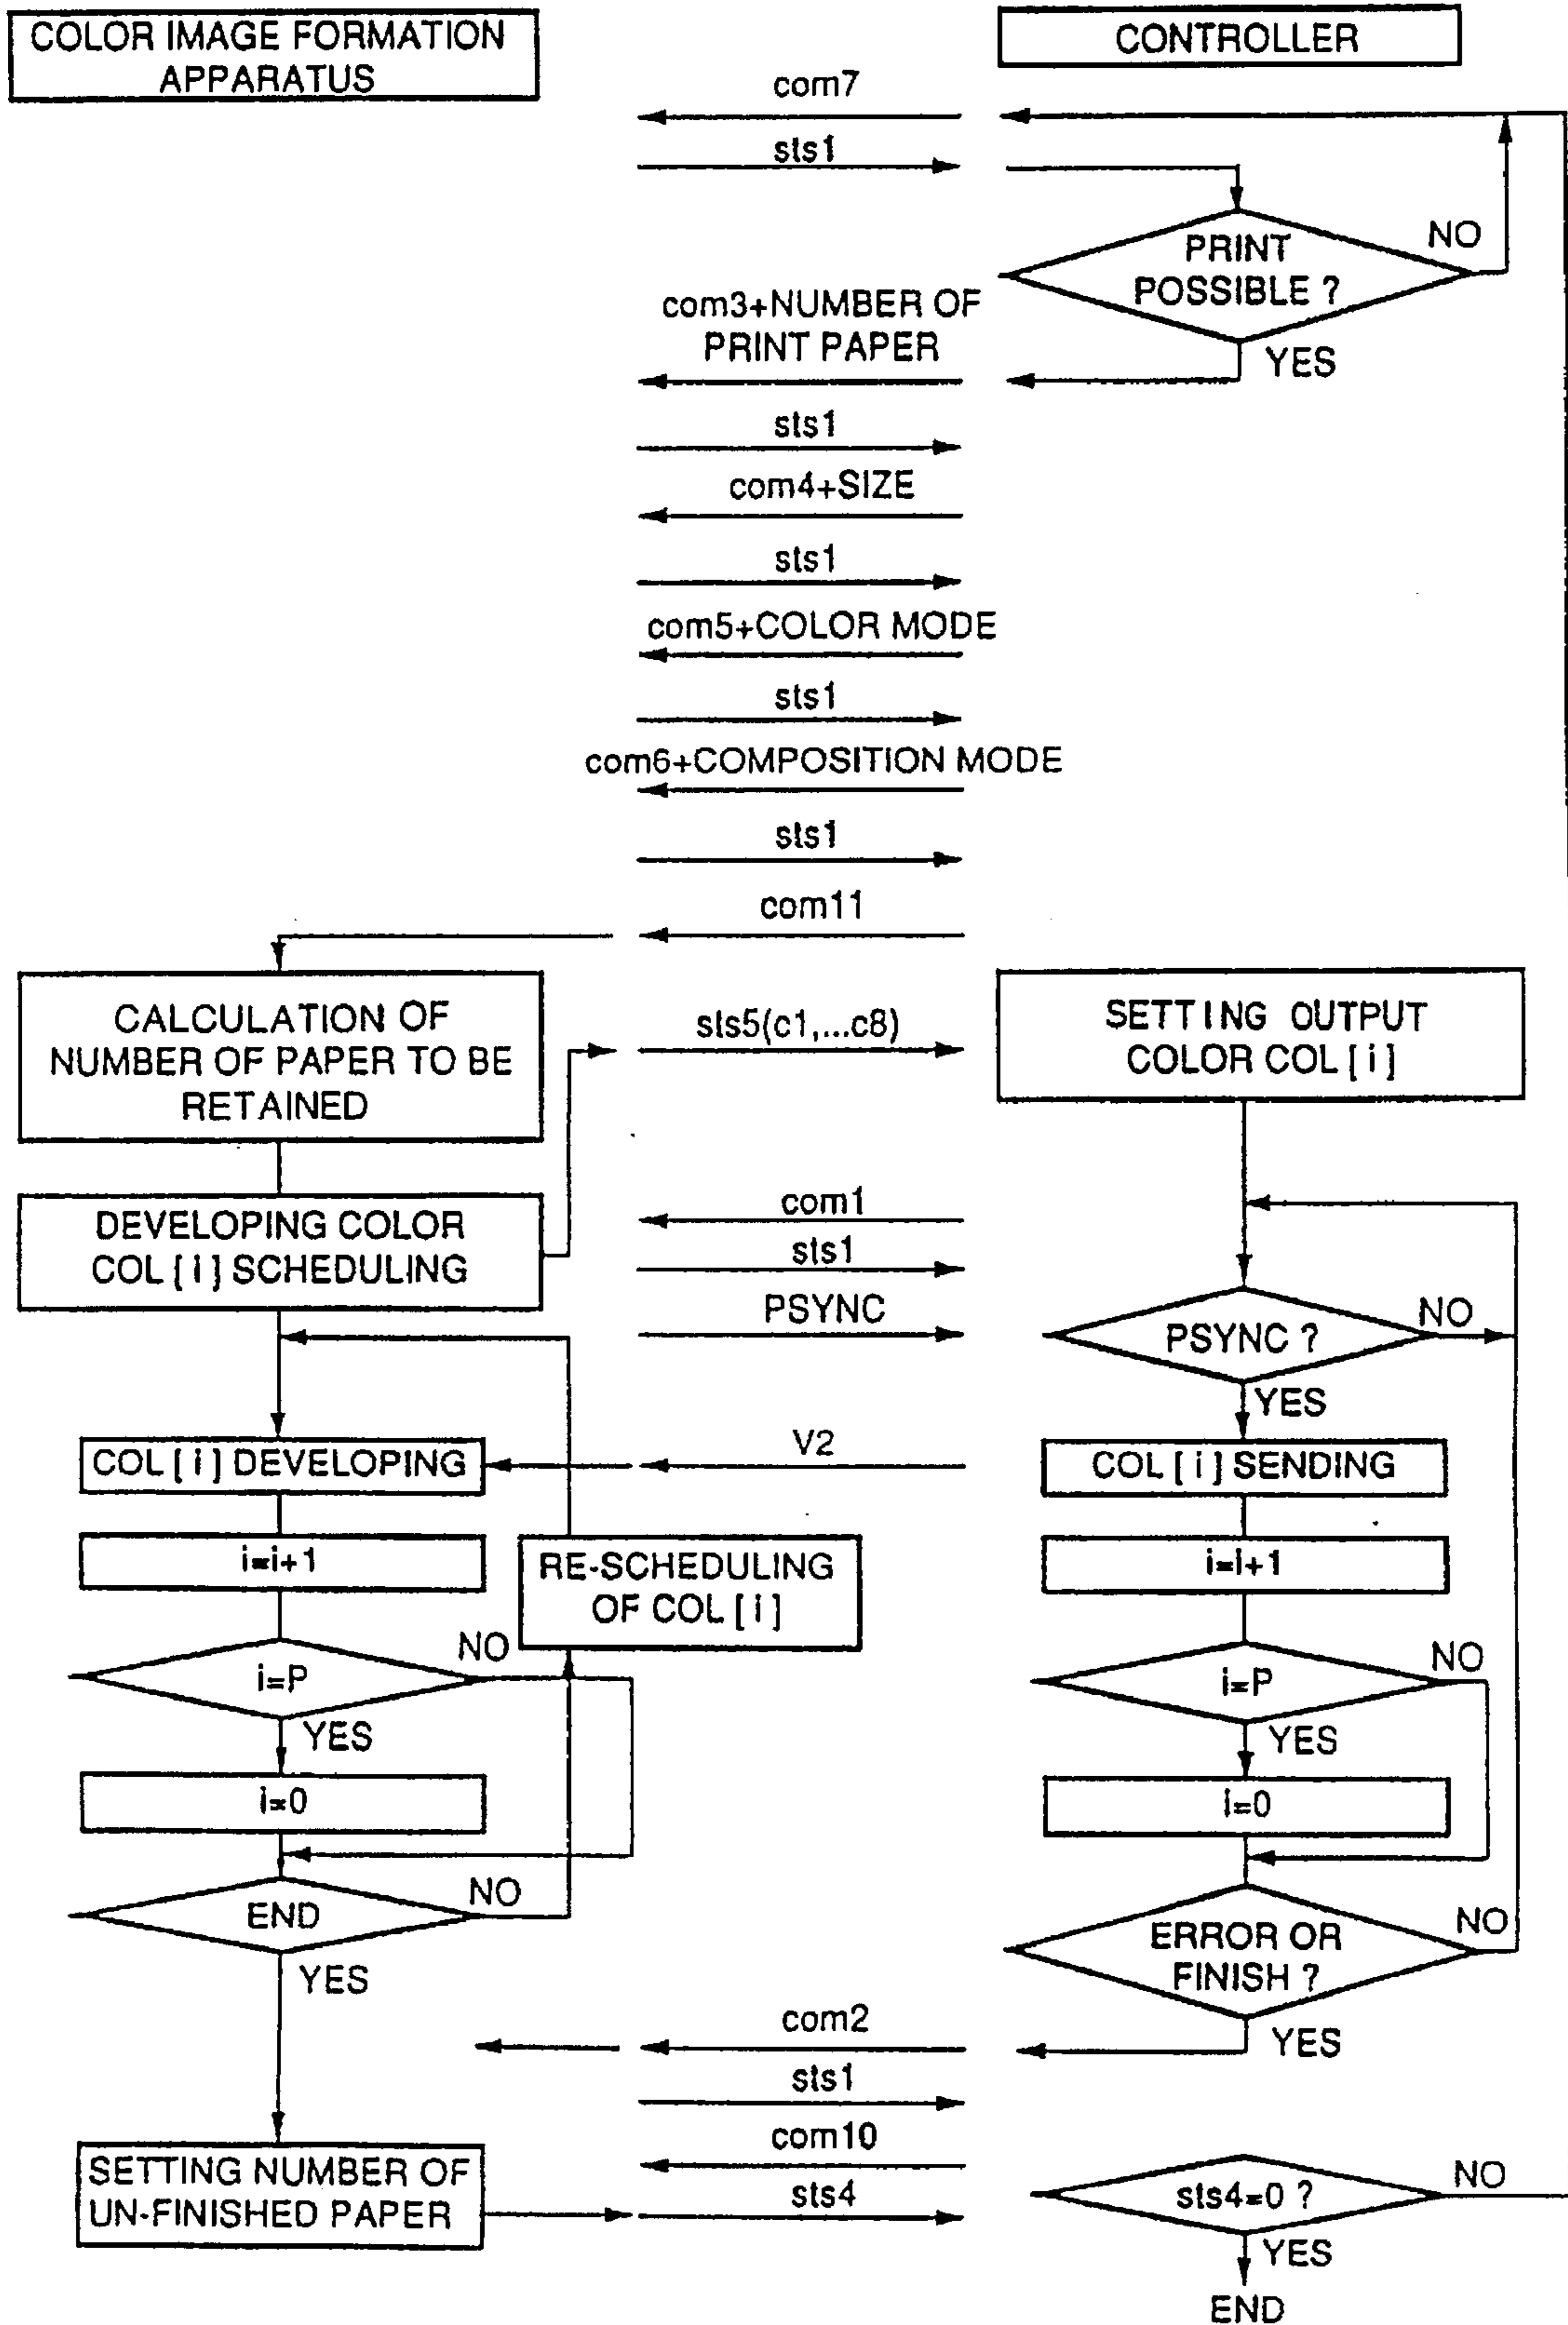 COLOR IMAGE FORMATION
APPARATUS
CONTROLLER
com7
sts1
PRINT
POSSIBLE ?
NO
YES
com3+NUMBER OF
PRINT PAPER
sts1
com4+SIZE
sts1
com5+COLOR MODE
sts1
com6+COMPOSITION MODE
sts1
com11
CALCULATION OF
NUMBER OF PAPER TO BE
RETAINED
sts5(c1,...c8)
SETTING OUTPUT
COLOR COL[i]
DEVELOPING COLOR
COL[i] SCHEDULING
com1
sts1
PSYNC
PSYNC ?
NO
YES
COL[i] DEVELOPING
V2
COL[i] SENDING
i=i+1
RE-SCHEDULING
OF COL[i]
i=i+1
i=P
NO
YES
i=P
NO
YES
i=0
i=0
END
NO
YES
ERROR OR
FINISH ?
NO
YES
com2
sts1
com10
SETTING NUMBER OF
UN-FINISHED PAPER
sts4
sts4=0 ?
NO
YES
END